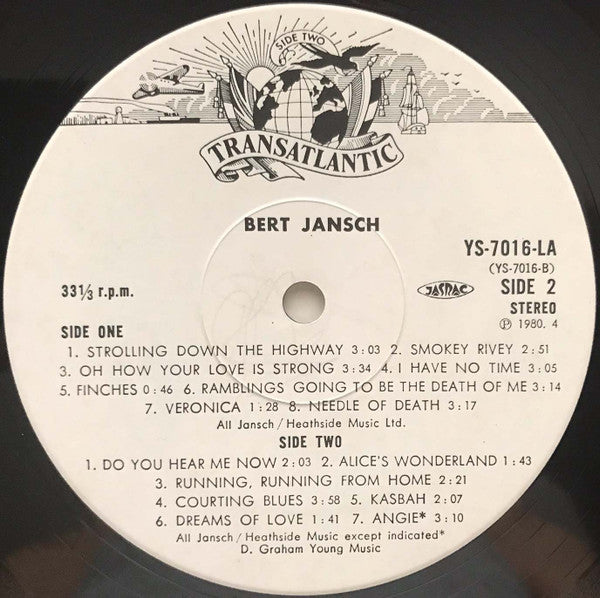 SIDE TWO
TRANSATLANTIC
BERT JANSCH
YS-7016-LA
(YS-7016-B)
33 1/3 r.p.m.
JASRAC
SIDE 2
STEREO
Ⓟ 1980. 4
SIDE ONE
1. STROLLING DOWN THE HIGHWAY 3:03 2. SMOKEY RIVEY 2:51
3. OH HOW YOUR LOVE IS STRONG 3:34 4. I HAVE NO TIME 3:05
5. FINCHES 0:46 6. RAMBLINGS GOING TO BE THE DEATH OF ME 3:14
7. VERONICA 1:28 8. NEEDLE OF DEATH 3:17
All Jansch/Heathside Music Ltd.
SIDE TWO
1. DO YOU HEAR ME NOW 2:03 2. ALICE'S WONDERLAND 1:43
3. RUNNING, RUNNING FROM HOME 2:21
4. COURTING BLUES 3:58 5. KASBAH 2:07
6. DREAMS OF LOVE 1:41 7. ANGIE* 3:10
All Jansch/Heathside Music except indicated*
D. Graham Young Music